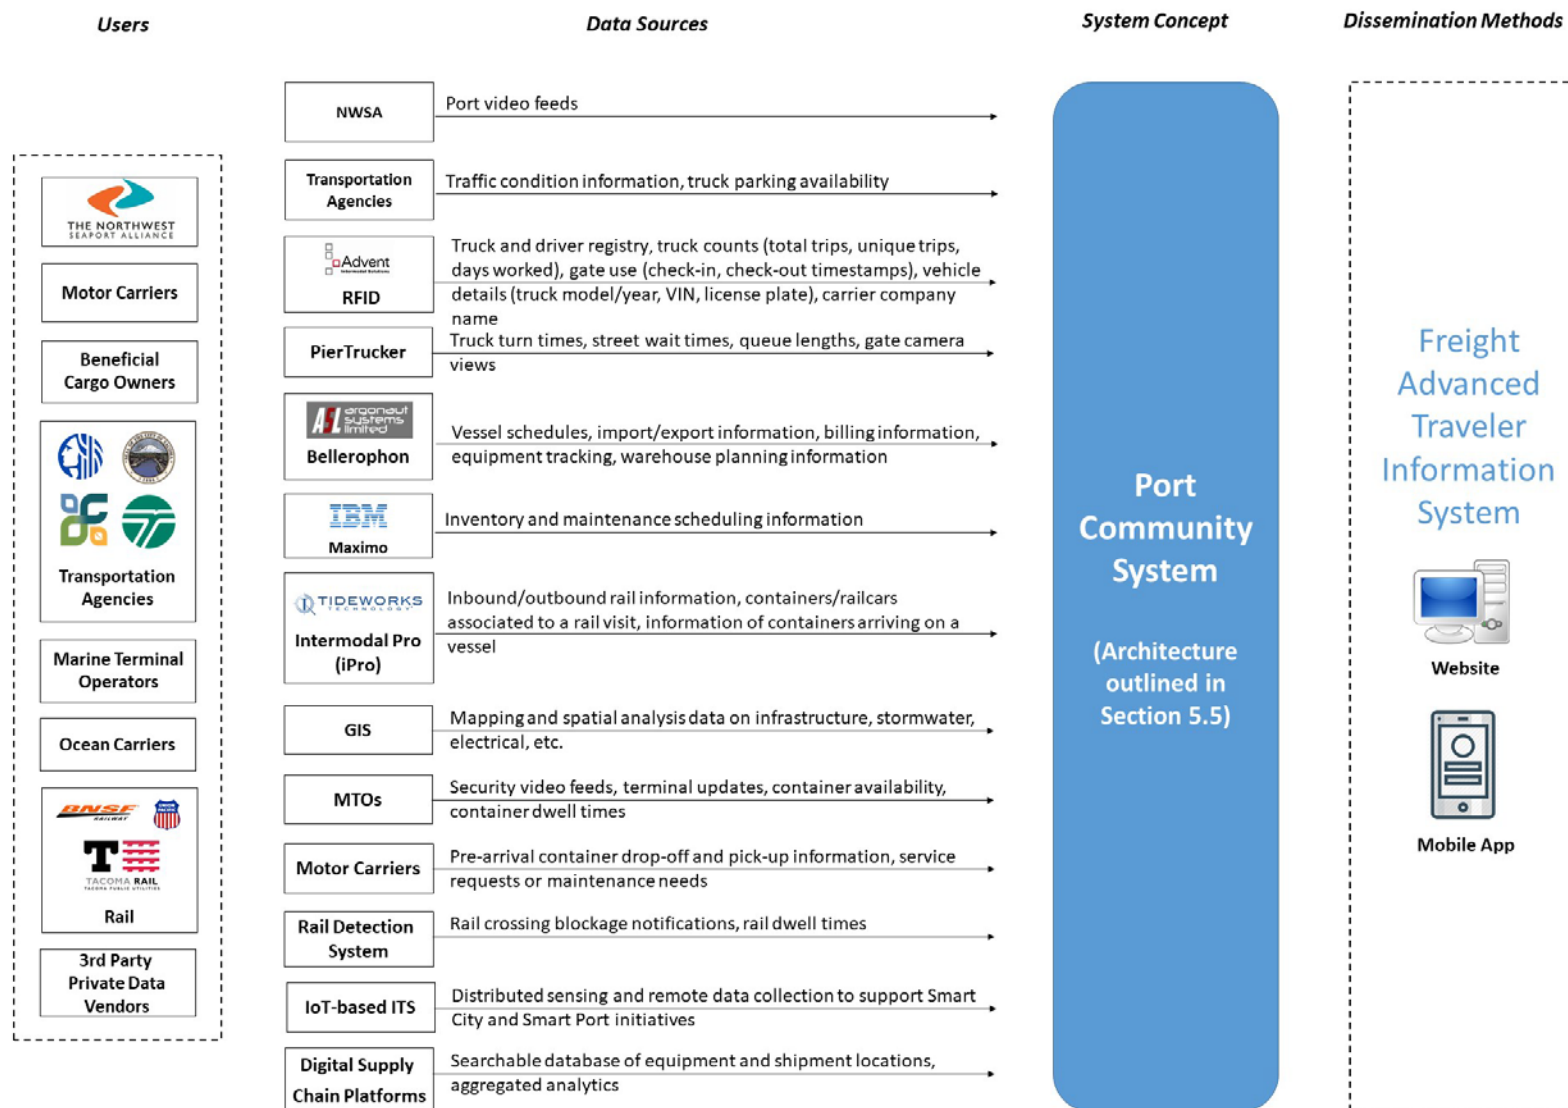 Users
Data Sources
System Concept
Dissemination Methods
THE NORTHWEST
SEAPORT ALLIANCE
Motor Carriers
Beneficial
Cargo Owners
Transportation
Agencies
Marine Terminal
Operators
Ocean Carriers
BNSF
RAILWAY
UNION
PACIFIC
T
TACOMA RAIL
TACOMA PUBLIC UTILITIES
Rail
3rd Party
Private Data
Vendors
NWSA
Port video feeds
Transportation
Agencies
Traffic condition information, truck parking availability
Advent
Intermodal Solutions
RFID
Truck and driver registry, truck counts (total trips, unique trips,
days worked), gate use (check-in, check-out timestamps), vehicle
details (truck model/year, VIN, license plate), carrier company
name
PierTrucker
Truck turn times, street wait times, queue lengths, gate camera
views
ASL argonaut
systems
limited
Bellerophon
Vessel schedules, import/export information, billing information,
equipment tracking, warehouse planning information
IBM
Maximo
Inventory and maintenance scheduling information
TIDEWORKS
TECHNOLOGY
Intermodal Pro
(iPro)
Inbound/outbound rail information, containers/railcars
associated to a rail visit, information of containers arriving on a
vessel
GIS
Mapping and spatial analysis data on infrastructure, stormwater,
electrical, etc.
MTOs
Security video feeds, terminal updates, container availability,
container dwell times
Motor Carriers
Pre-arrival container drop-off and pick-up information, service
requests or maintenance needs
Rail Detection
System
Rail crossing blockage notifications, rail dwell times
IoT-based ITS
Distributed sensing and remote data collection to support Smart
City and Smart Port initiatives
Digital Supply
Chain Platforms
Searchable database of equipment and shipment locations,
aggregated analytics
Port
Community
System
(Architecture
outlined in
Section 5.5)
Freight
Advanced
Traveler
Information
System
Website
Mobile App